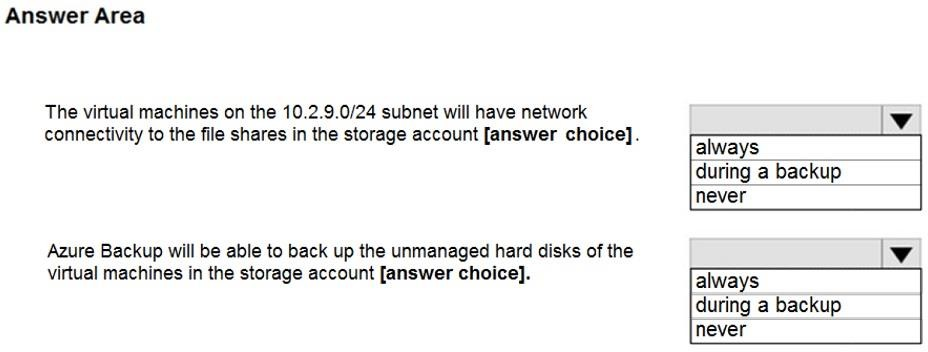 Answer Area
The virtual machines on the 10.2.9.0/24 subnet will have network
connectivity to the file shares in the storage account [answer choice].
always
during a backup
never
Azure Backup will be able to back up the unmanaged hard disks of the
virtual machines in the storage account [answer choice].
always
during a backup
never